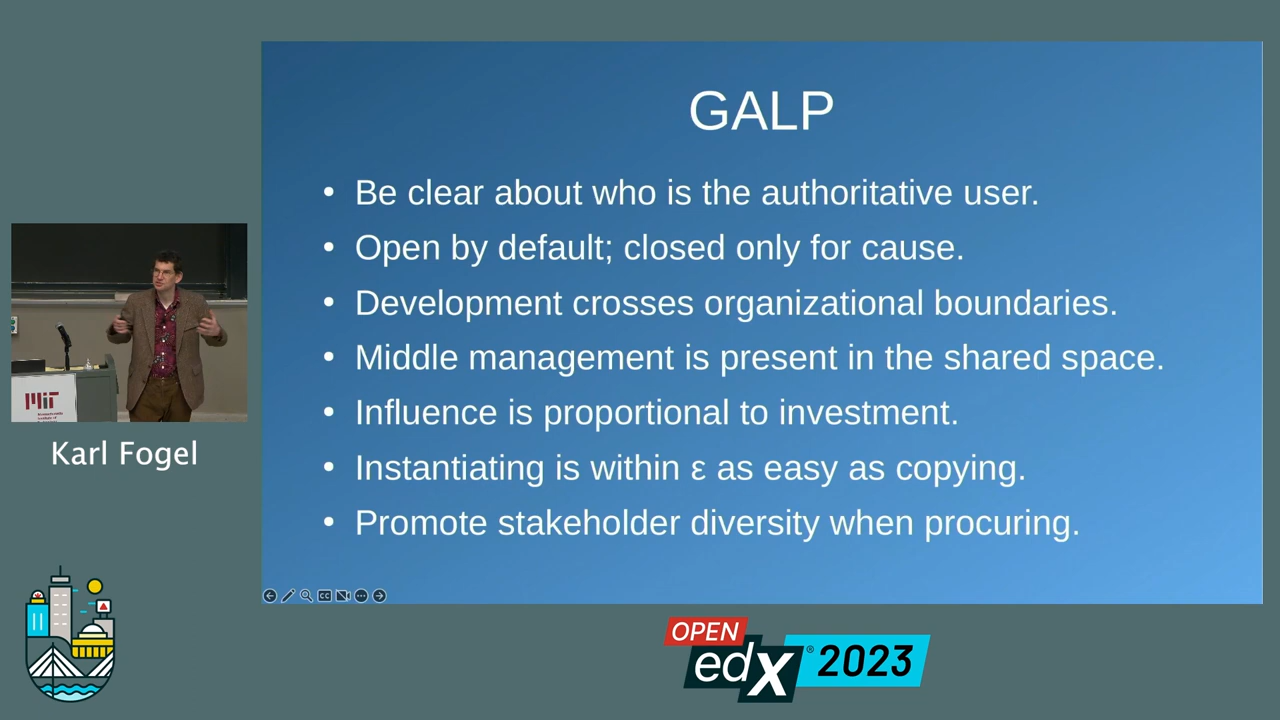 GALP
• Be clear about who is the authoritative user.
• Open by default; closed only for cause.
• Development crosses organizational boundaries.
• Middle management is present in the shared space.
• Influence is proportional to investment.
• Instantiating is within ε as easy as copying.
• Promote stakeholder diversity when procuring.
MIT
Karl Fogel
CC
OPEN
edX® 2023